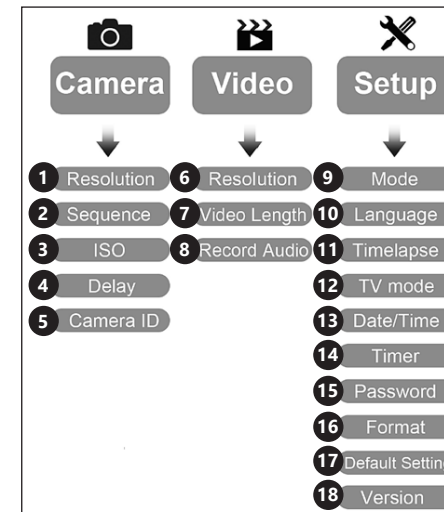 Camera
1 Resolution
2 Sequence
3 ISO
4 Delay
5 Camera ID
Video
6 Resolution
7 Video Length
8 Record Audio
Setup
9 Mode
10 Language
11 Timelapse
12 TV mode
13 Date/Time
14 Timer
15 Password
16 Format
17 Default Settin
18 Version